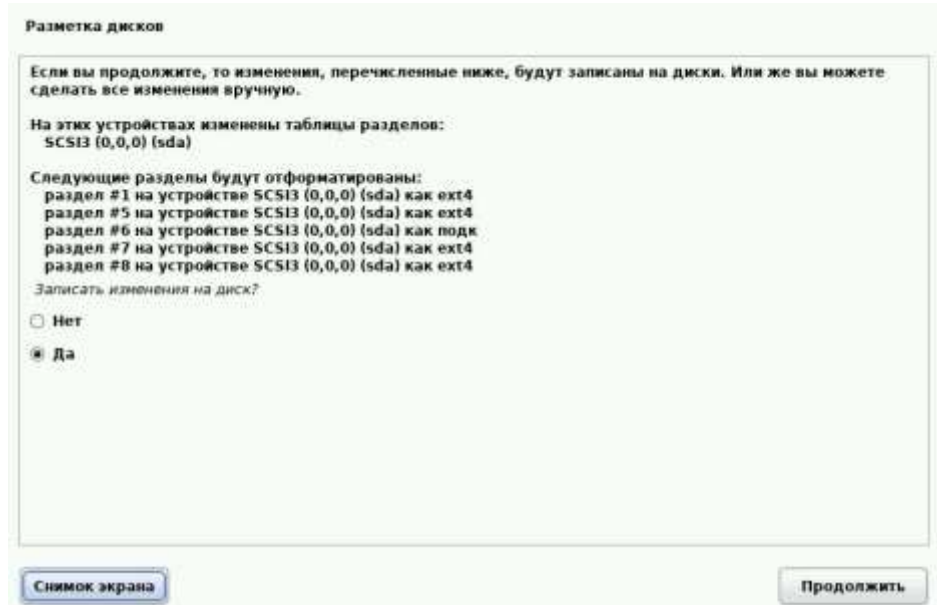 Разметка дисков
Если вы продолжите, то изменения, перечисленные ниже, будут записаны на диски. Или же вы можете
сделать все изменения вручную.
На этих устройствах изменены таблицы разделов:
SCSI3 (0,0,0) (sda)
Следующие разделы будут отформатированы:
раздел #1 на устройстве SCSI3 (0,0,0) (sda) как ext4
раздел #5 на устройстве SCSI3 (0,0,0) (sda) как ext4
раздел #6 на устройстве SCSI3 (0,0,0) (sda) как подк
раздел #7 на устройстве SCSI3 (0,0,0) (sda) как ext4
раздел #8 на устройстве SCSI3 (0,0,0) (sda) как ext4
Записать изменения на диск?
Нет
Да
Снимок экрана
Продолжить